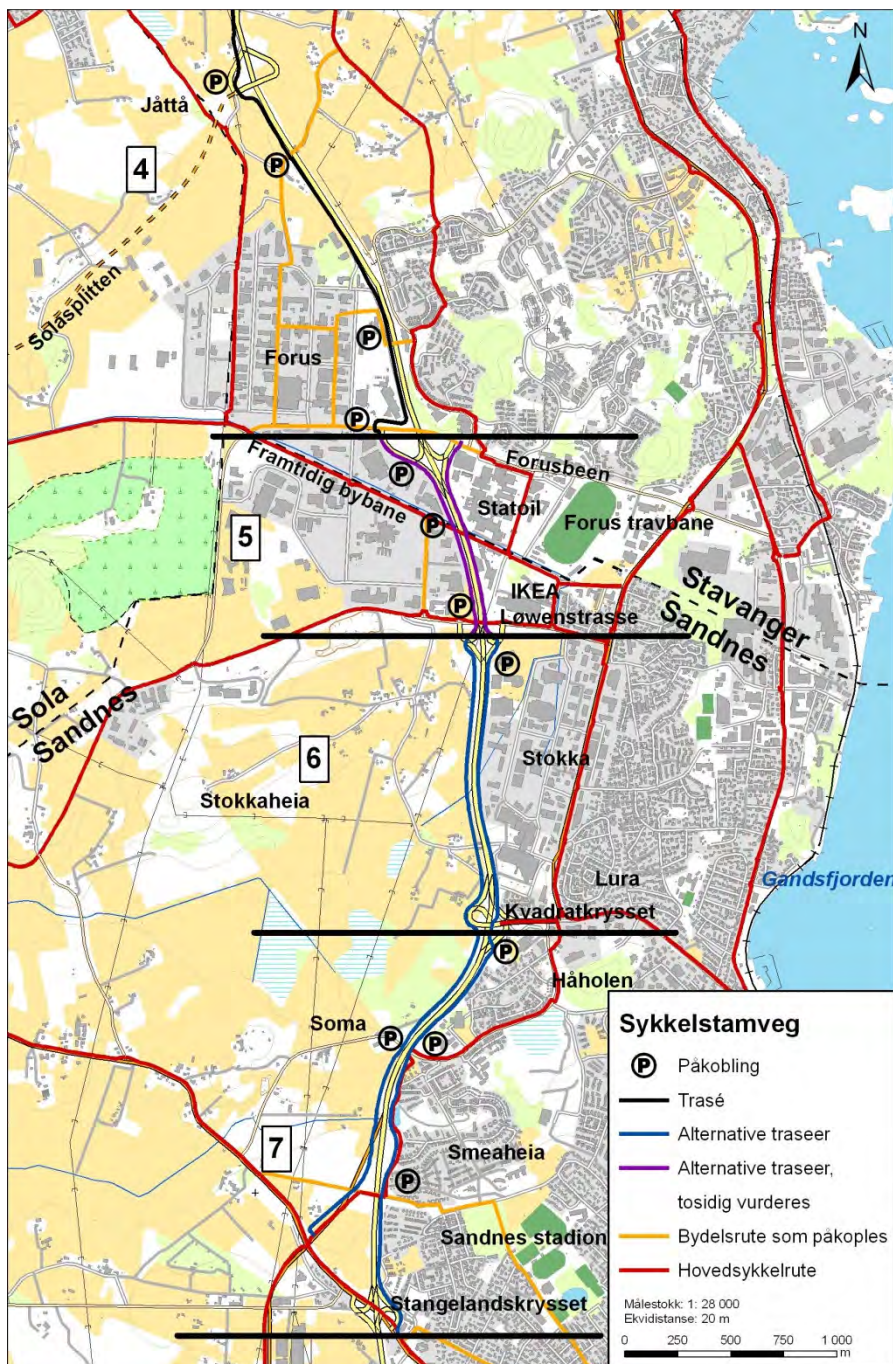 N
P
Jåttå
4
P
Solasplitten
Forus
P
P
Framtidig bybane
P
Forusbeen
Statoil
Forus travbane
P
5
IKEA
Løwenstrasse
P
Stavanger
Sandnes
P
Sola
Sandnes
6
Stokka
Stokkaheia
Lura
Gandsfjorden
Kvadratkrysset
P
Håholen
Soma
P
P
7
Smeaheia
P
Sandnes stadion
Stangelandskrysset
Sykkelstamveg
P Påkobling
Trasé
Alternative traseer
Alternative traseer,
tosidig vurderes
Bydelsrute som påkoples
Hovedsykkelrute
Målestokk: 1: 28 000
Ekvidistanse: 20 m
0 250 500 750 1 000
m